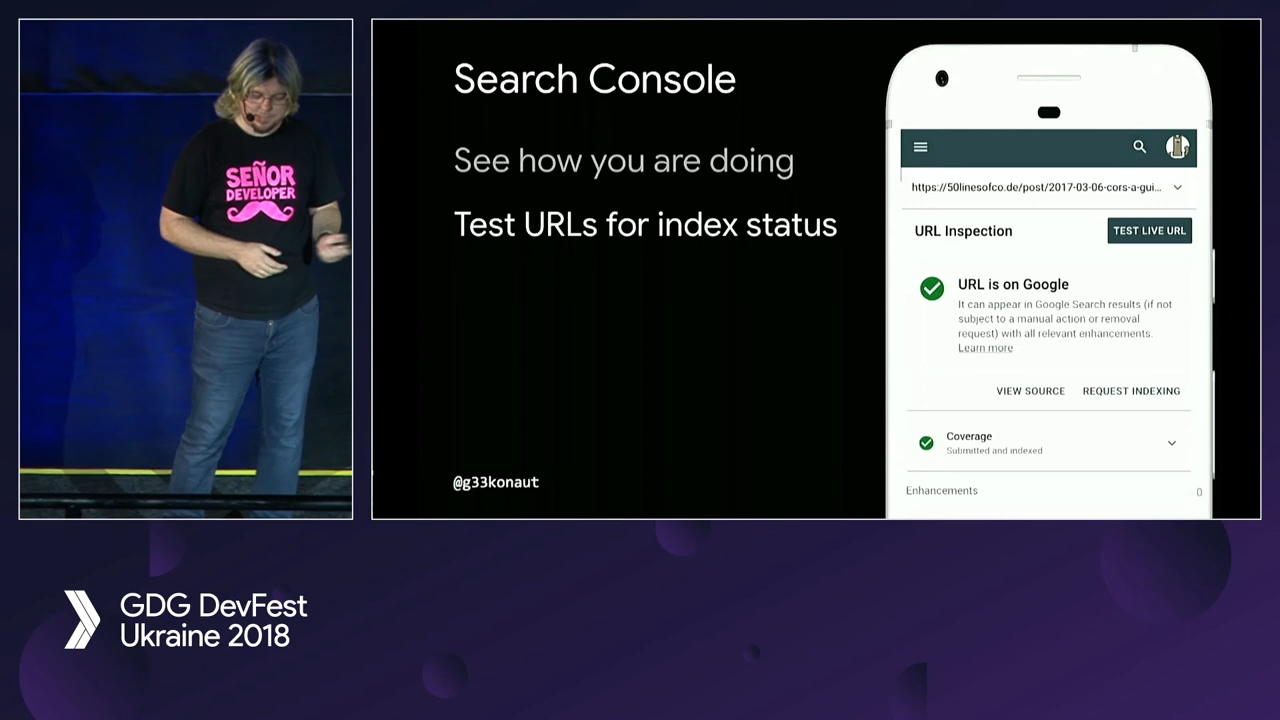 SEÑOR
DEVELOPER
Search Console
See how you are doing
Test URLs for index status
@g33konaut
https://50linesofco.de/post/2017-03-06-cors-a-gui...
URL Inspection
TEST LIVE URL
URL is on Google
It can appear in Google Search results (if not
subject to a manual action or removal
request) with all relevant enhancements.
Learn more
VIEW SOURCE
REQUEST INDEXING
Coverage
Submitted and indexed
Enhancements
0
GDG DevFest
Ukraine 2018